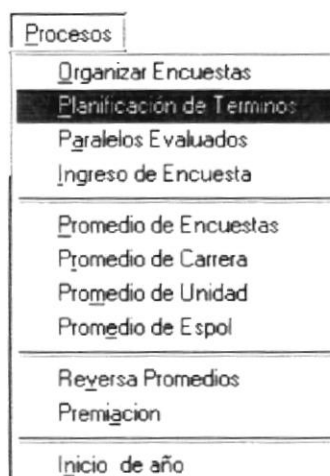 Procesos
Organizar Encuestas
Planificación de Terminos
Paralelos Evaluados
Ingreso de Encuesta
Promedio de Encuestas
Promedio de Carrera
Promedio de Unidad
Promedio de Espol
Reversa Promedios
Premiacion
Inicio de año